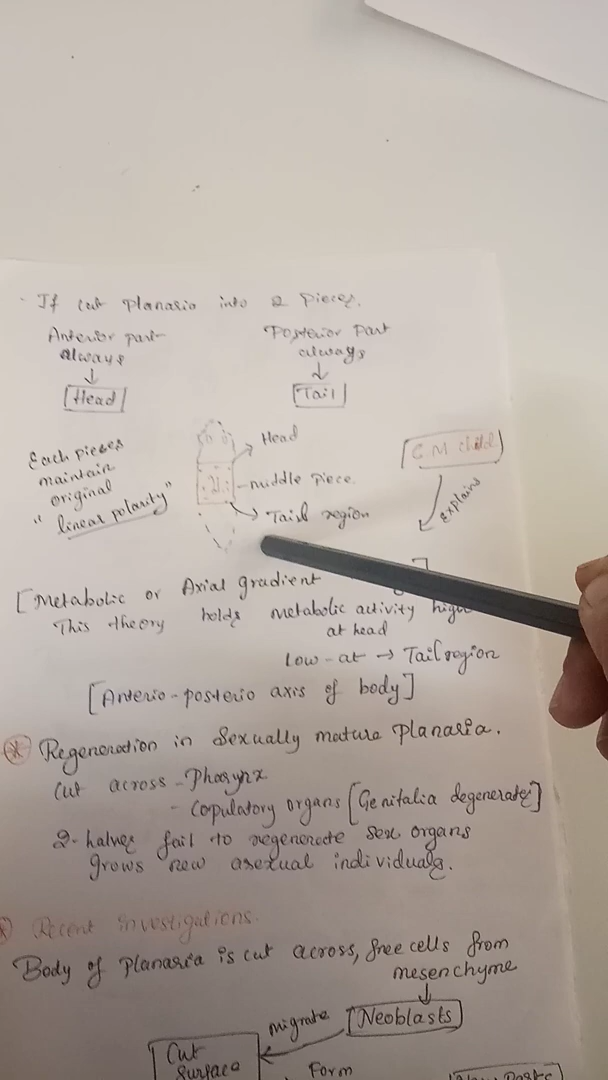 · If cut Planaria into 2 pieces.
Anterior part always
↓
Head
Posterior Part always
↓
Tail
Each pieces maintain original "linear polarity"
Head
middle piece.
Tail region
C M Child
explains
[Metabolic or Axial gradient
This theory holds metabolic activity high
at head
Low-at → Tail region
[Anterio-posterio axis of body]
* Regeneration in Sexually mature Planaria.
Cut across - Pharynx
- Copulatory organs [Genitalia degenerate]
2-halves fail to regenerate sex organs
grows new asexual individuals.
* Recent investigations.
Body of Planaria is cut across, free cells from
mesenchyme
↓
Neoblasts
migrate
Cut
Surface
Form